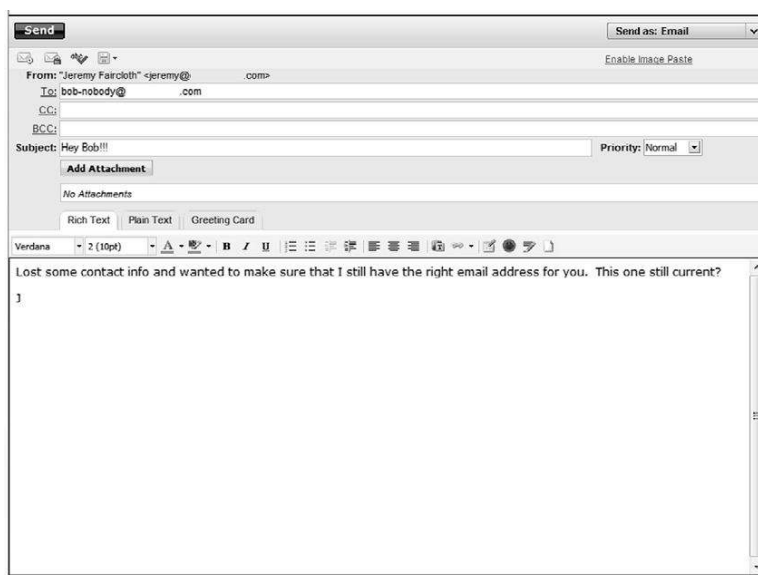 Send
Send as: Email
Enable Image Paste
From: "Jeremy Faircloth" <jeremy@ .com>
To: bob-nobody@ .com
CC:
BCC:
Subject: Hey Bob!!!
Priority: Normal
Add Attachment
No Attachments
Rich Text Plain Text Greeting Card
Verdana 2 (10pt) A B I U
Lost some contact info and wanted to make sure that I still have the right email address for you. This one still current?
J